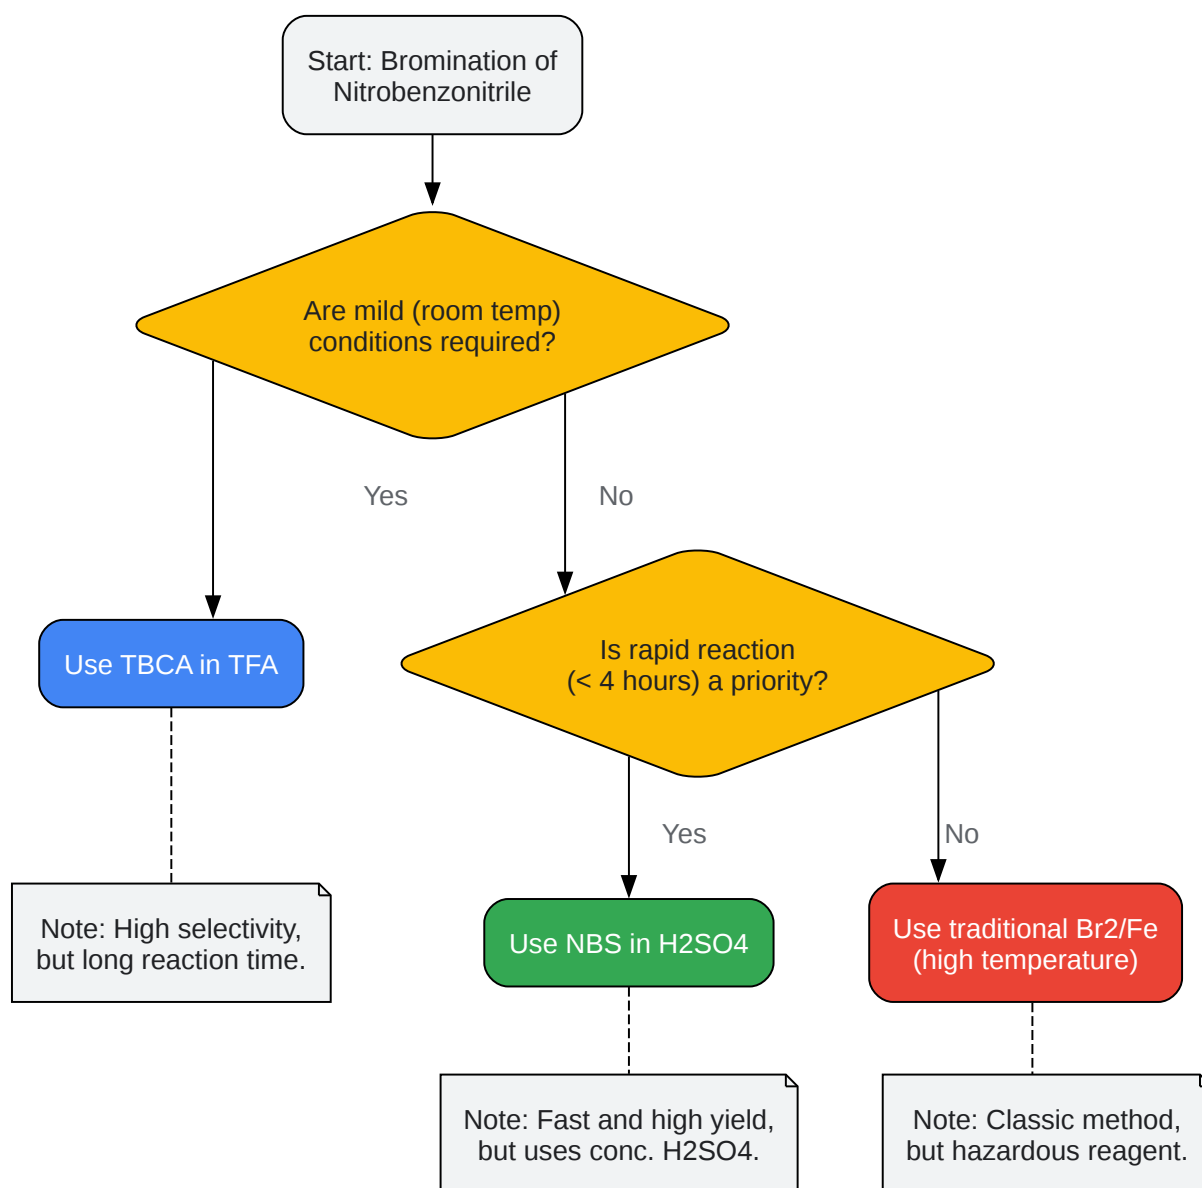 Start: Bromination of
Nitrobenzonitrile
Are mild (room temp)
conditions required?
Yes
No
Is rapid reaction
(< 4 hours) a priority?
Use TBCA in TFA
Yes
No
Note: High selectivity,
but long reaction time.
Use NBS in H2SO4
Use traditional Br2/Fe
(high temperature)
Note: Fast and high yield,
but uses conc. H2SO4.
Note: Classic method,
but hazardous reagent.